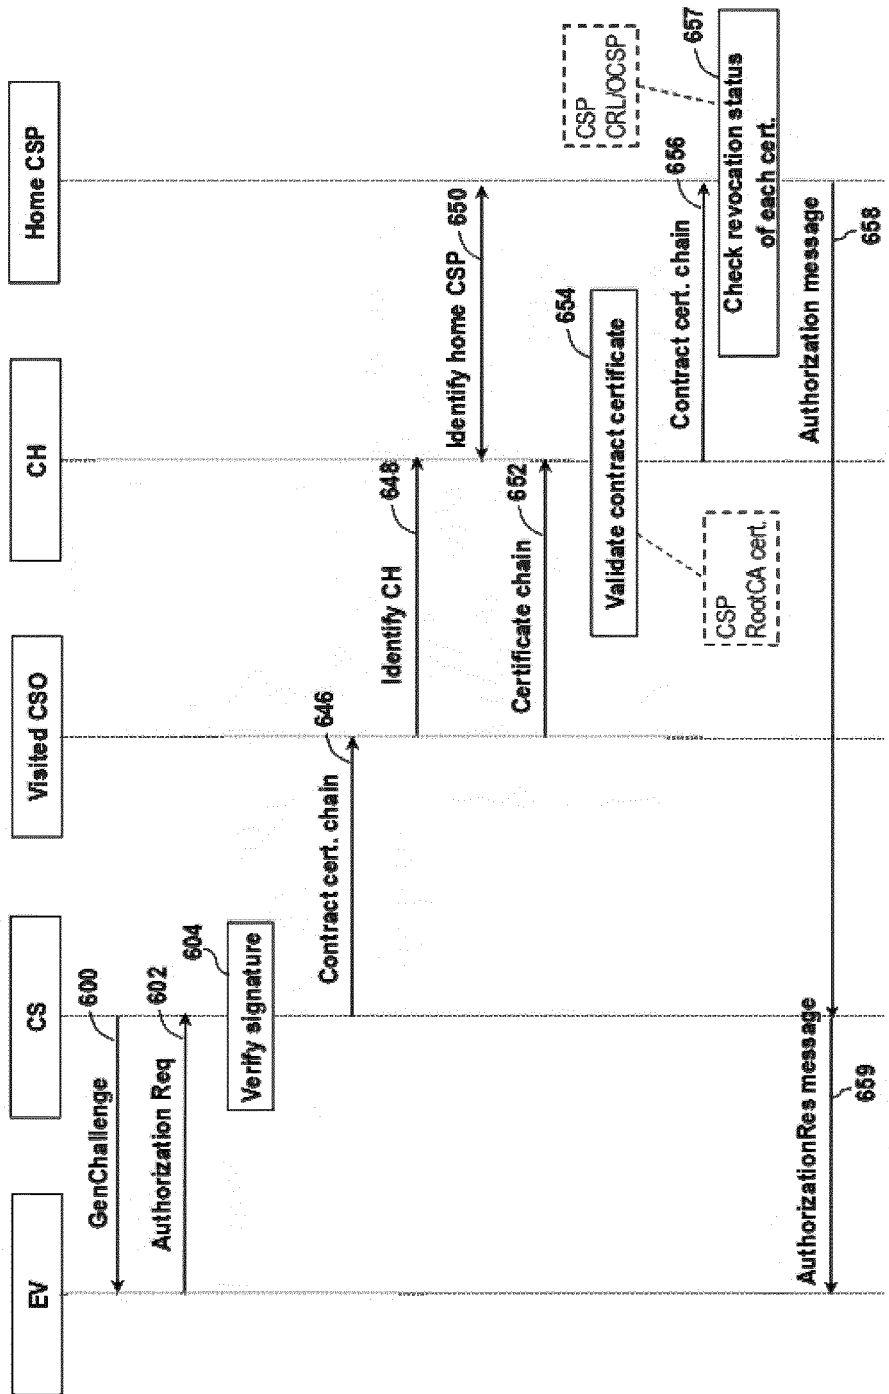 EV
CS
Visited CSO
CH
Home CSP
GenChallenge
600
Authorization Req
602
Verify signature
604
Contract cert. chain
646
Identify CH
648
Identify home CSP
650
Certificate chain
652
Validate contract certificate
654
CSP
RootCA cert.
Contract cert. chain
656
CSP
CRL/OCSP
Check revocation status
of each cert.
657
Authorization message
658
AuthorizationRes message
659